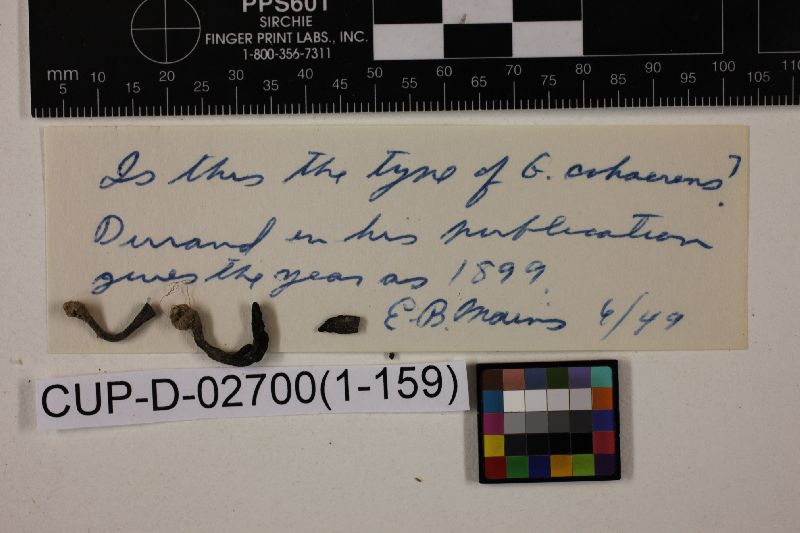 PPS601
SIRCHIE
FINGER PRINT LABS., INC.
1-800-356-7311
mm 5 10 15 20 25 30 35 40 45 50 55 60 65 70 75 80 85 90 95 100 105 110
Is this the type of G. cohaerens?
Durand in his publication
gives the year as 1899.
E.B. Mains 6/49
CUP-D-02700(1-159)